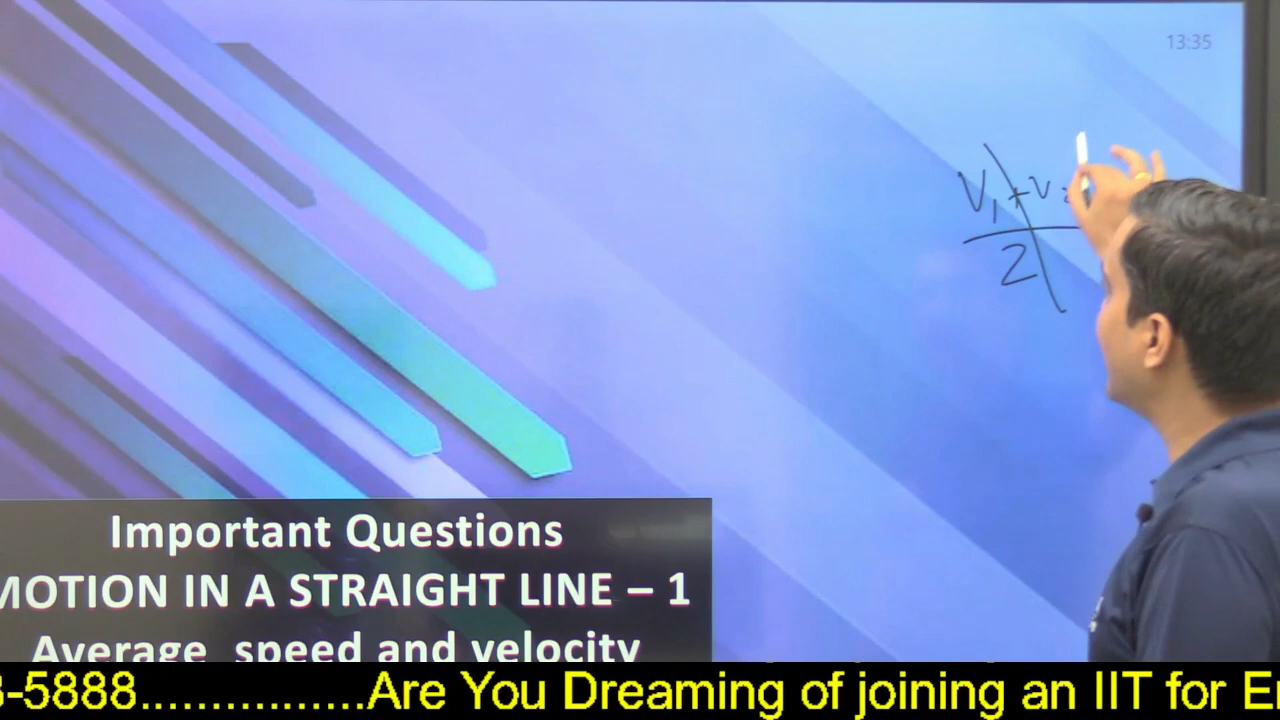 13:35
V₁+V₂
2
Important Questions
MOTION IN A STRAIGHT LINE – 1
Average speed and velocity
-5888................Are You Dreaming of joining an IIT for